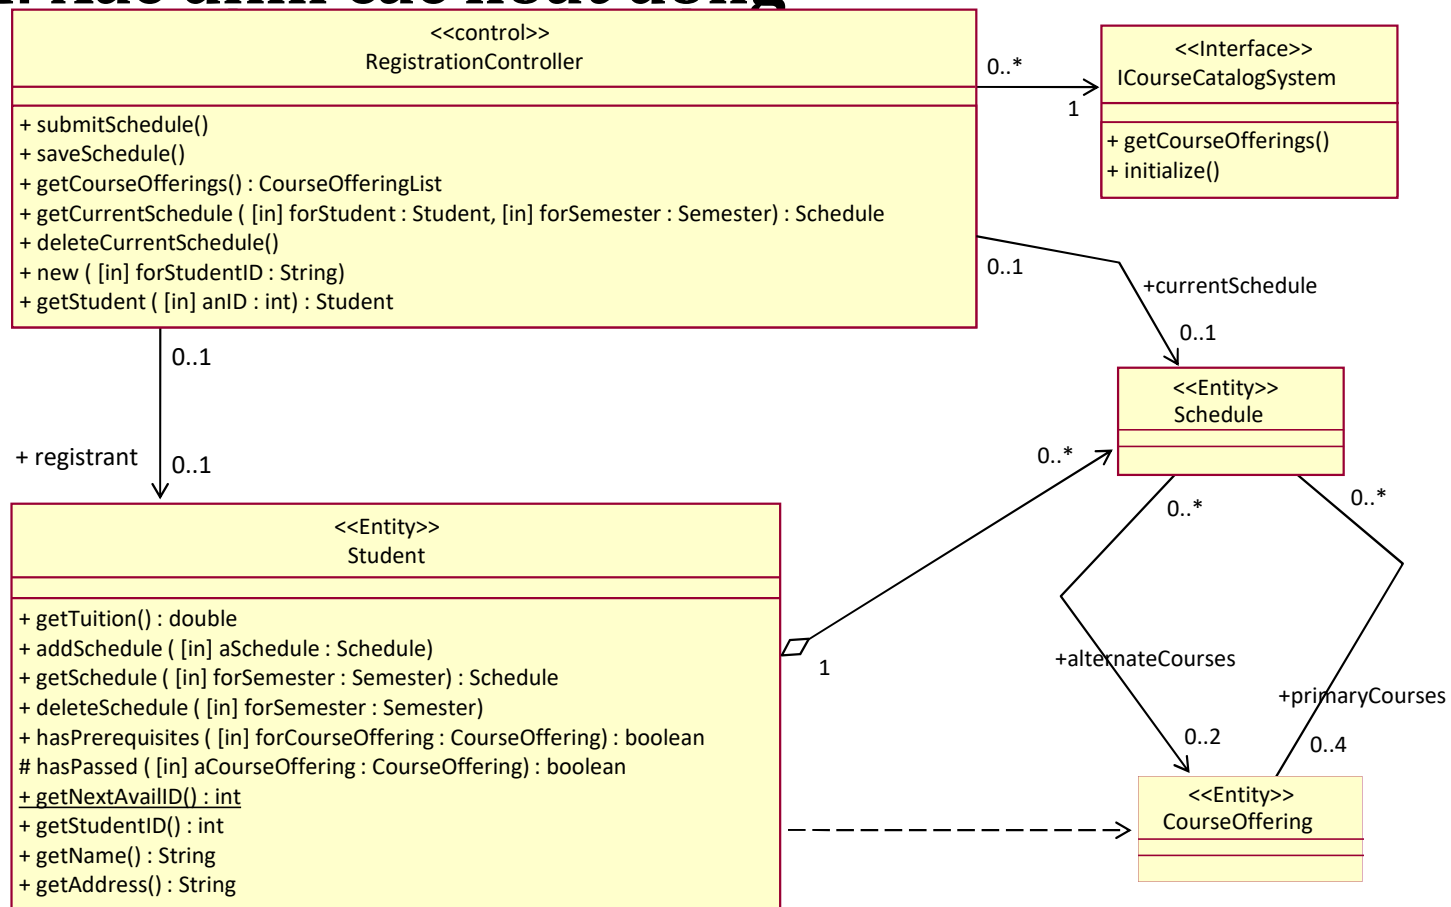 <<control>>
RegistrationController
+ submitSchedule()
+ saveSchedule()
+ getCourseOfferings() : CourseOfferingList
+ getCurrentSchedule ( [in] forStudent : Student, [in] forSemester : Semester) : Schedule
+ deleteCurrentSchedule()
+ new ( [in] forStudentID : String)
+ getStudent ( [in] anID : int) : Student
0..*
1
<<Interface>>
ICourseCatalogSystem
+ getCourseOfferings()
+ initialize()
0..1
+currentSchedule
0..1
0..1
+ registrant
0..1
<<Entity>>
Schedule
0..*
0..*
0..*
<<Entity>>
Student
+ getTuition() : double
+ addSchedule ( [in] aSchedule : Schedule)
+ getSchedule ( [in] forSemester : Semester) : Schedule
+ deleteSchedule ( [in] forSemester : Semester)
+ hasPrerequisites ( [in] forCourseOffering : CourseOffering) : boolean
# hasPassed ( [in] aCourseOffering : CourseOffering) : boolean
+ getNextAvailID() : int
+ getStudentID() : int
+ getName() : String
+ getAddress() : String
1
+alternateCourses
+primaryCourses
0..2
0..4
<<Entity>>
CourseOffering